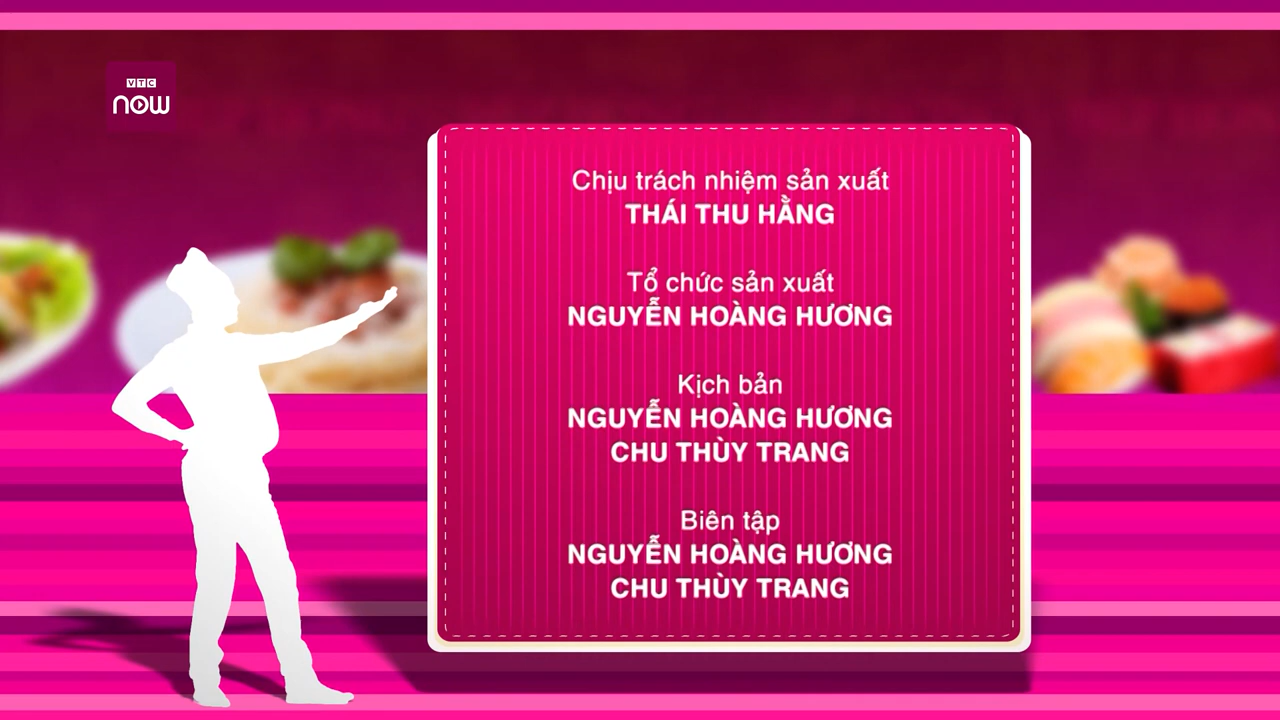 VTC
now
Chịu trách nhiệm sản xuất
THÁI THU HẰNG
Tổ chức sản xuất
NGUYỄN HOÀNG HƯƠNG
Kịch bản
NGUYỄN HOÀNG HƯƠNG
CHU THÙY TRANG
Biên tập
NGUYỄN HOÀNG HƯƠNG
CHU THÙY TRANG